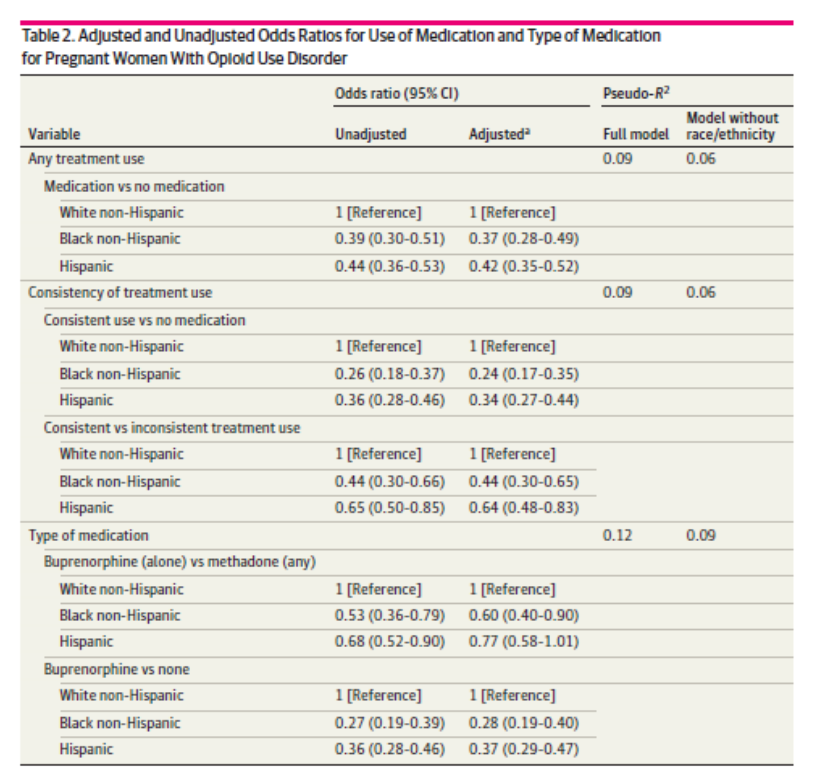 Table 2. Adjusted and Unadjusted Odds Ratios for Use of Medication and Type of Medication
for Pregnant Women With Opioid Use Disorder
Odds ratio (95% CI) Pseudo-R²
Variable Unadjusted Adjustedᵃ Full model Model without race/ethnicity
Any treatment use 0.09 0.06
Medication vs no medication
White non-Hispanic 1 [Reference] 1 [Reference]
Black non-Hispanic 0.39 (0.30-0.51) 0.37 (0.28-0.49)
Hispanic 0.44 (0.36-0.53) 0.42 (0.35-0.52)
Consistency of treatment use 0.09 0.06
Consistent use vs no medication
White non-Hispanic 1 [Reference] 1 [Reference]
Black non-Hispanic 0.26 (0.18-0.37) 0.24 (0.17-0.35)
Hispanic 0.36 (0.28-0.46) 0.34 (0.27-0.44)
Consistent vs inconsistent treatment use
White non-Hispanic 1 [Reference] 1 [Reference]
Black non-Hispanic 0.44 (0.30-0.66) 0.44 (0.30-0.65)
Hispanic 0.65 (0.50-0.85) 0.64 (0.48-0.83)
Type of medication 0.12 0.09
Buprenorphine (alone) vs methadone (any)
White non-Hispanic 1 [Reference] 1 [Reference]
Black non-Hispanic 0.53 (0.36-0.79) 0.60 (0.40-0.90)
Hispanic 0.68 (0.52-0.90) 0.77 (0.58-1.01)
Buprenorphine vs none
White non-Hispanic 1 [Reference] 1 [Reference]
Black non-Hispanic 0.27 (0.19-0.39) 0.28 (0.19-0.40)
Hispanic 0.36 (0.28-0.46) 0.37 (0.29-0.47)